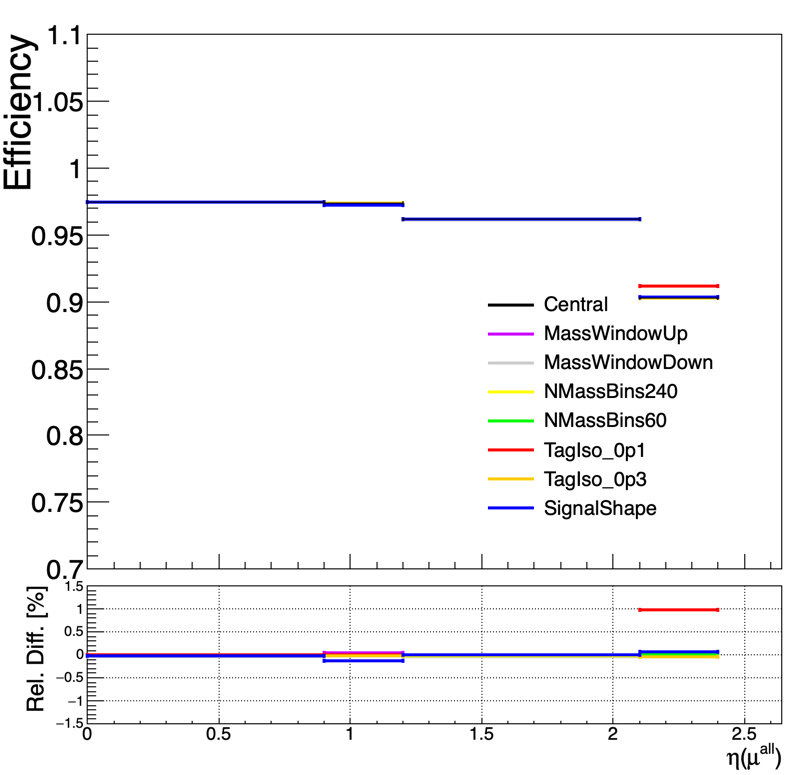 Efficiency
1.1
1.05
1
0.95
0.9
0.85
0.8
0.75
0.7
Central
MassWindowUp
MassWindowDown
NMassBins240
NMassBins60
TagIso_0p1
TagIso_0p3
SignalShape
Rel. Diff. [%]
1.5
1
0.5
0
−0.5
−1
−1.5
0 0.5 1 1.5 2 2.5
η(μ^all)